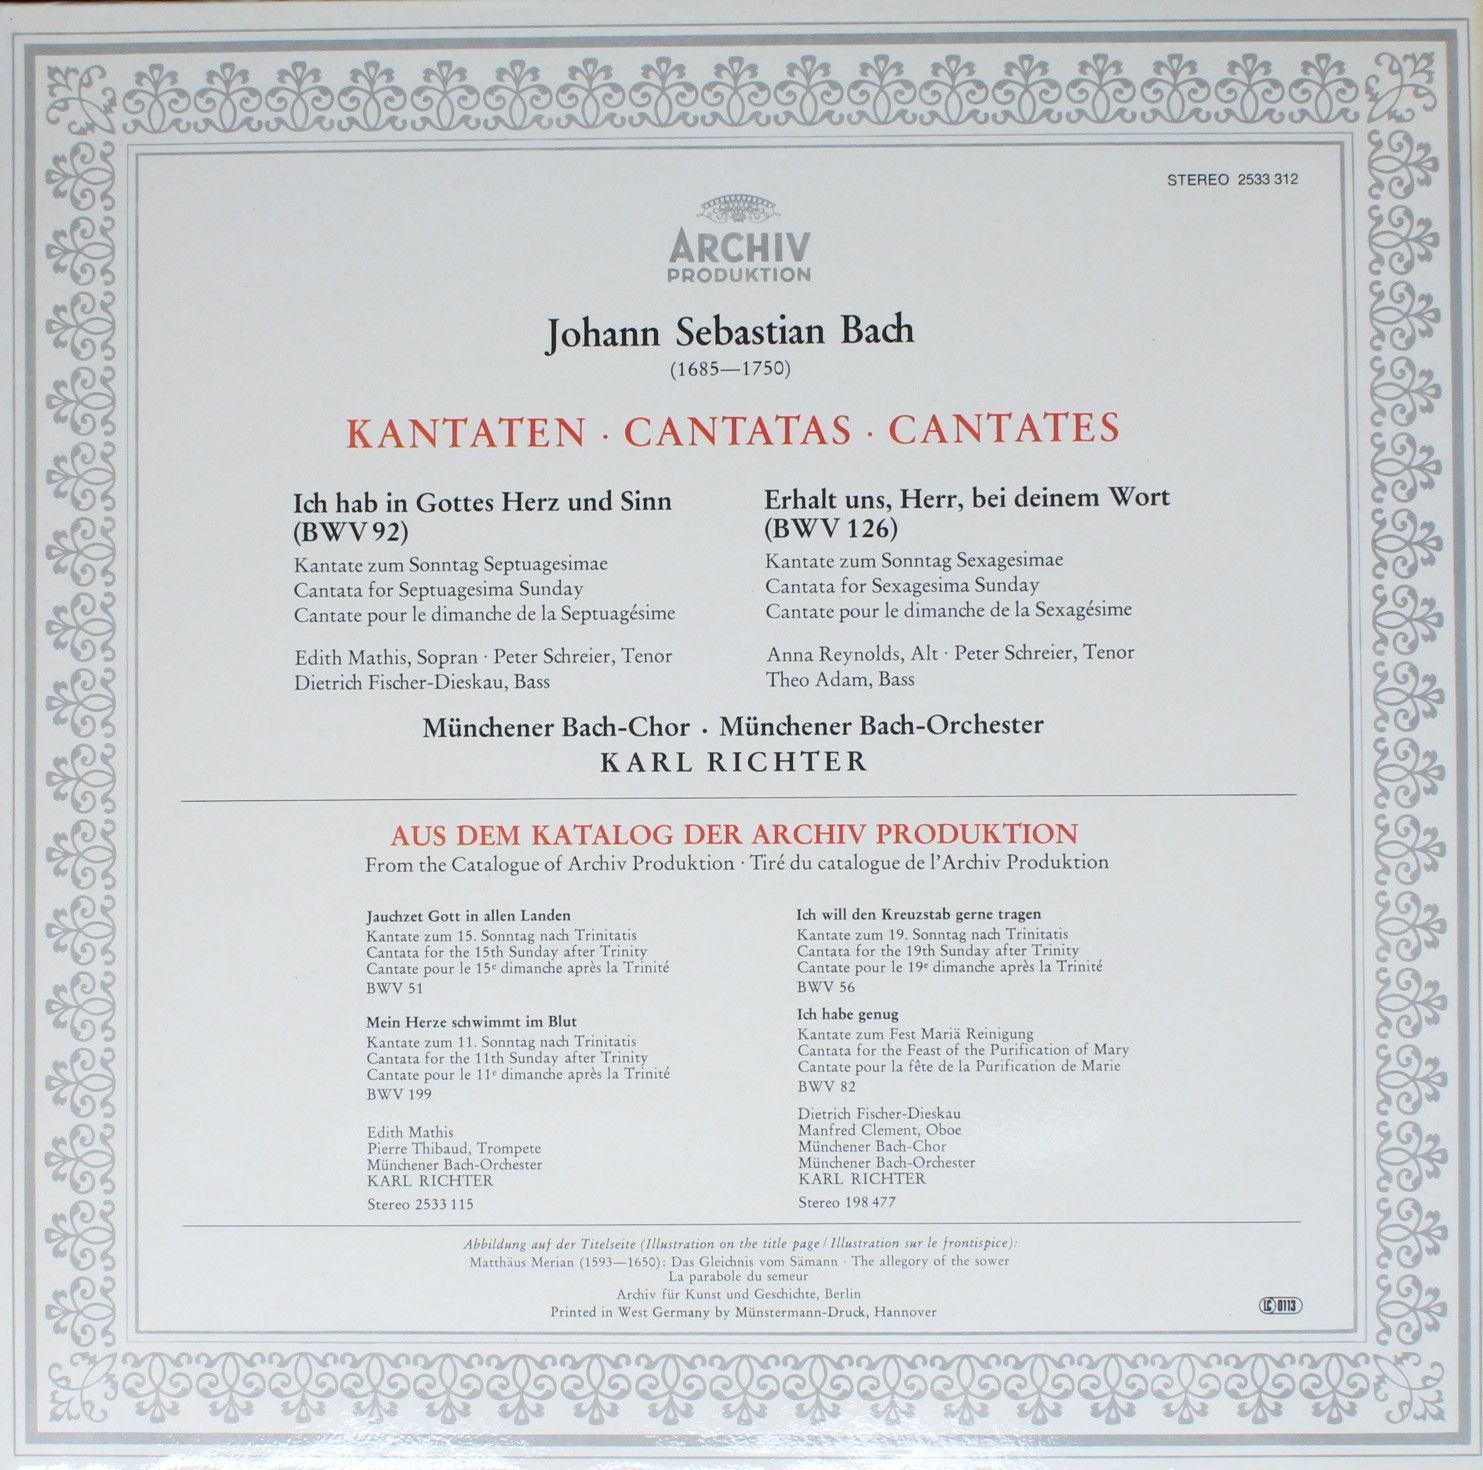 STEREO 2533 312
ARCHIV
PRODUKTION
Johann Sebastian Bach
(1685—1750)
KANTATEN · CANTATAS · CANTATES
Ich hab in Gottes Herz und Sinn
(BWV 92)
Kantate zum Sonntag Septuagesimae
Cantata for Septuagesima Sunday
Cantate pour le dimanche de la Septuagésime
Edith Mathis, Sopran · Peter Schreier, Tenor
Dietrich Fischer-Dieskau, Bass
Erhalt uns, Herr, bei deinem Wort
(BWV 126)
Kantate zum Sonntag Sexagesimae
Cantata for Sexagesima Sunday
Cantate pour le dimanche de la Sexagésime
Anna Reynolds, Alt · Peter Schreier, Tenor
Theo Adam, Bass
Münchener Bach-Chor · Münchener Bach-Orchester
KARL RICHTER
AUS DEM KATALOG DER ARCHIV PRODUKTION
From the Catalogue of Archiv Produktion · Tiré du catalogue de l'Archiv Produktion
Jauchzet Gott in allen Landen
Kantate zum 15. Sonntag nach Trinitatis
Cantata for the 15th Sunday after Trinity
Cantate pour le 15e dimanche après la Trinité
BWV 51
Mein Herze schwimmt im Blut
Kantate zum 11. Sonntag nach Trinitatis
Cantata for the 11th Sunday after Trinity
Cantate pour le 11e dimanche après la Trinité
BWV 199
Edith Mathis
Pierre Thibaud, Trompete
Münchener Bach-Orchester
KARL RICHTER
Stereo 2533 115
Ich will den Kreuzstab gerne tragen
Kantate zum 19. Sonntag nach Trinitatis
Cantata for the 19th Sunday after Trinity
Cantate pour le 19e dimanche après la Trinité
BWV 56
Ich habe genug
Kantate zum Fest Mariä Reinigung
Cantata for the Feast of the Purification of Mary
Cantate pour la fête de la Purification de Marie
BWV 82
Dietrich Fischer-Dieskau
Manfred Clement, Oboe
Münchener Bach-Chor
Münchener Bach-Orchester
KARL RICHTER
Stereo 198 477
Abbildung auf der Titelseite (Illustration on the title page / Illustration sur le frontispice):
Matthäus Merian (1593—1650): Das Gleichnis vom Sämann · The allegory of the sower
La parabole du semeur
Archiv für Kunst und Geschichte, Berlin
Printed in West Germany by Münstermann-Druck, Hannover
LC 0113